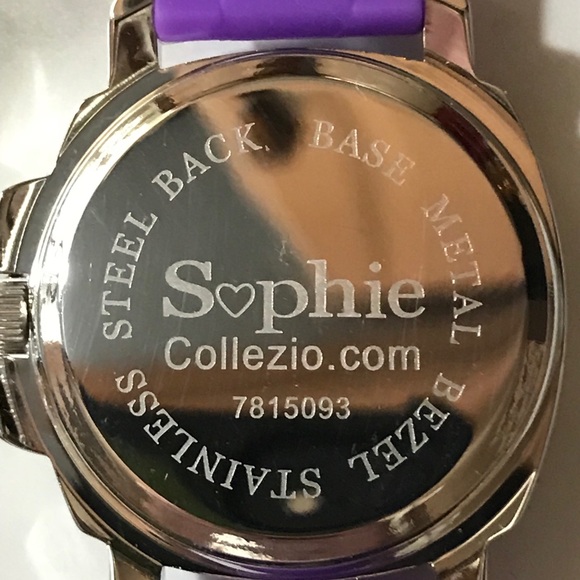 STAINLESS STEEL BACK, BASE METAL BEZEL
S♡phie
Collezio.com
7815093